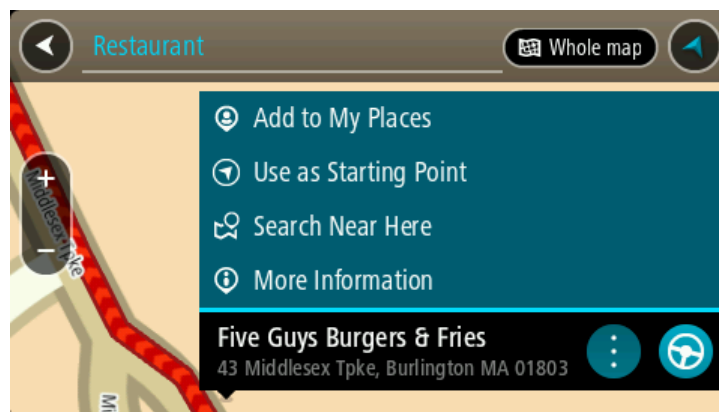 Restaurant
Whole map
Add to My Places
Use as Starting Point
Search Near Here
More Information
Five Guys Burgers & Fries
43 Middlesex Tpke, Burlington MA 01803
+
Middlesex Tpke
−
Mi